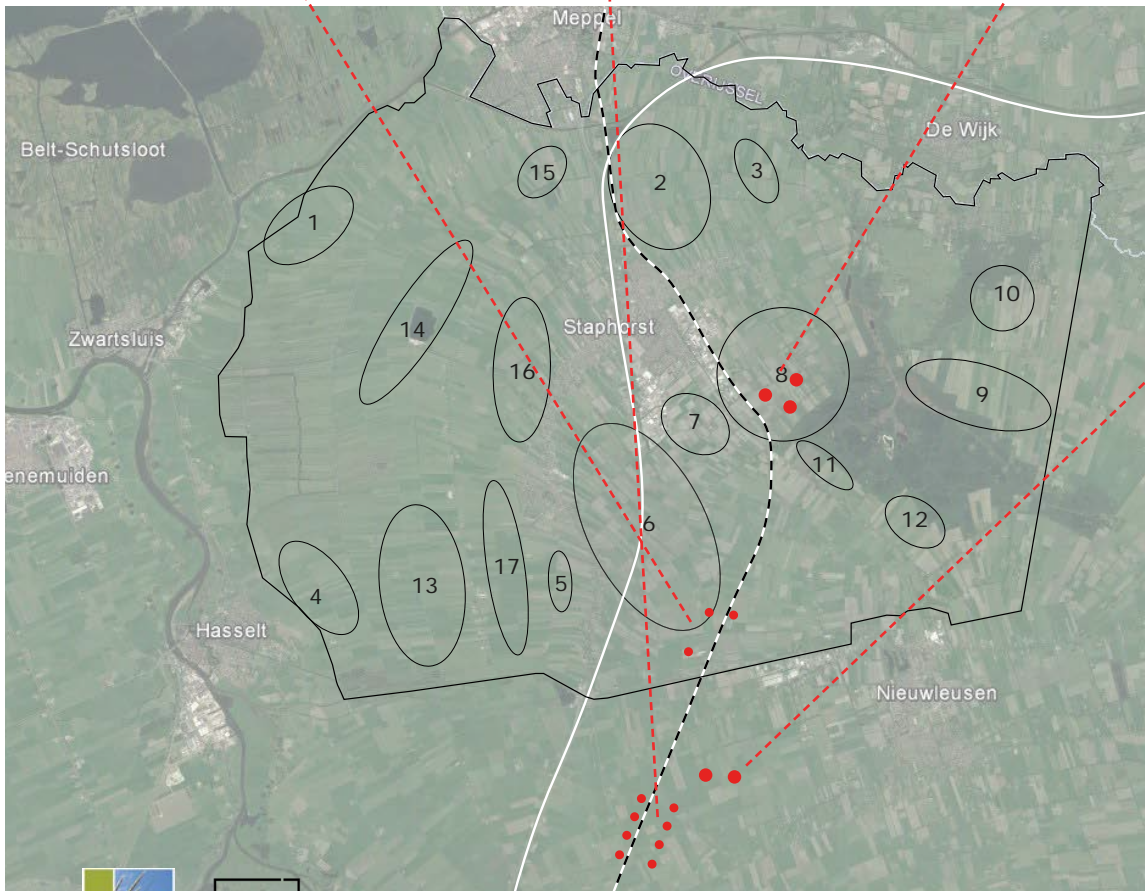 Meppel
OVERIJSSEL
De Wijk
Belt-Schutsloot
15
2
3
1
10
14
Staphorst
Zwartsluis
16
8
9
7
11
enemuiden
6
12
17
5
13
4
Hasselt
Nieuwleusen